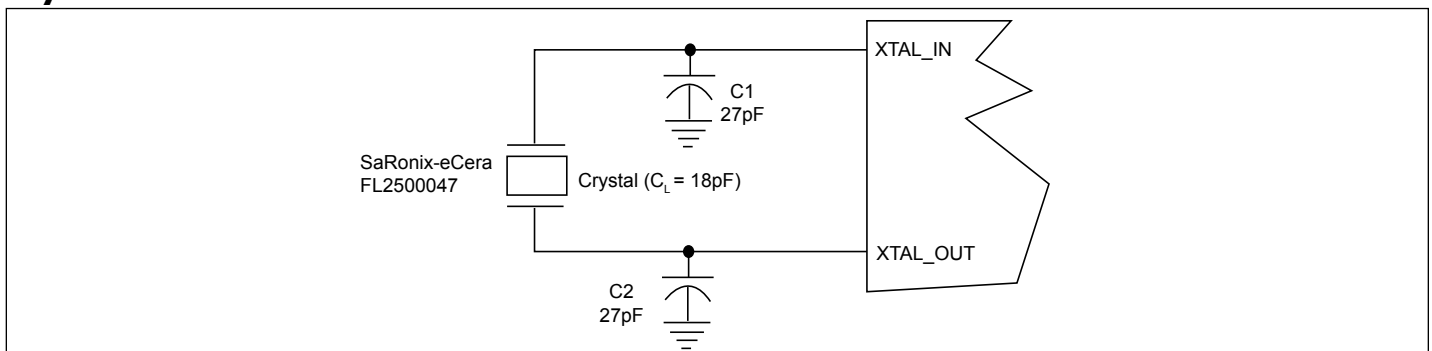 XTAL_IN
C1
27pF
SaRonix-eCera
FL2500047
Crystal (CL = 18pF)
XTAL_OUT
C2
27pF